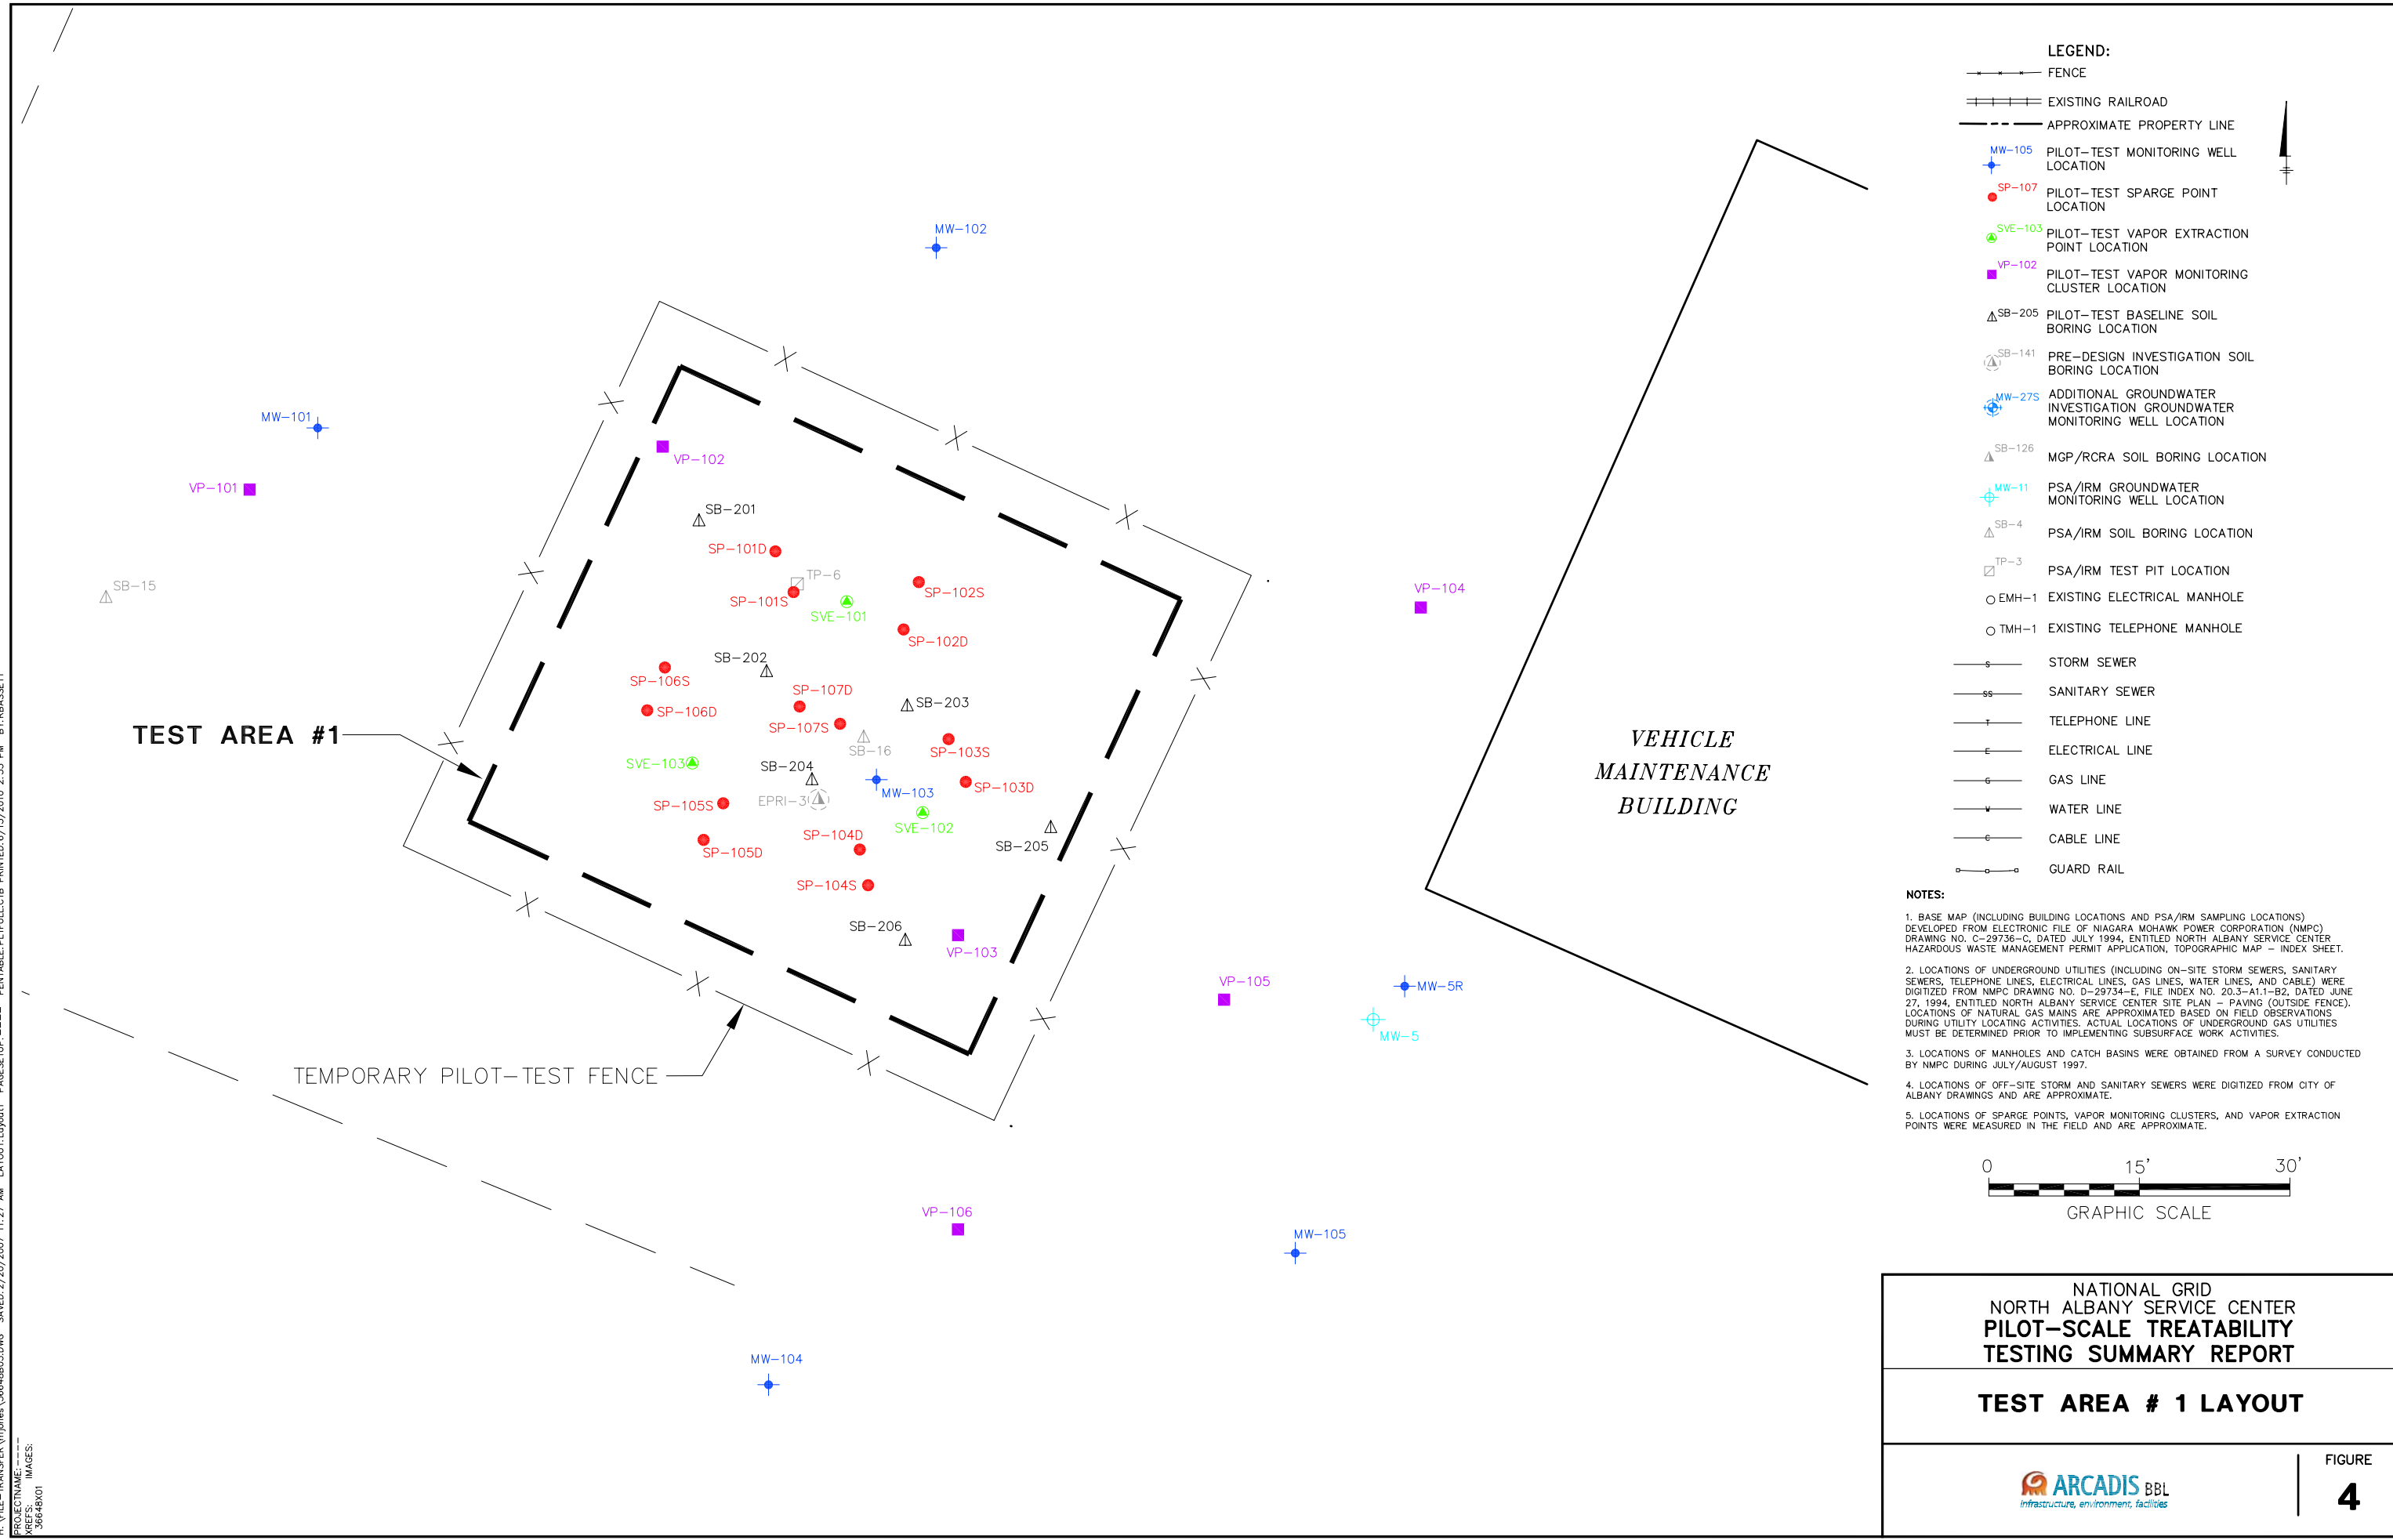 MW-102
MW-101
VP-101
VP-102
SB-201
SP-101D
TP-6
SP-101S
SVE-101
SP-102S
SP-102D
SB-15
VP-104
SB-202
SP-106S
SP-107D
SP-106D
SP-107S
SB-203
SB-16
SP-103S
TEST AREA #1
SVE-103
SB-204
MW-103
SP-103D
EPRI-3
SP-105S
SVE-102
SP-104D
SB-205
SP-105D
SP-104S
SB-206
VP-103
VP-105
MW-5R
MW-5
TEMPORARY PILOT-TEST FENCE
VP-106
MW-105
MW-104
VEHICLE
MAINTENANCE
BUILDING
LEGEND:
FENCE
EXISTING RAILROAD
APPROXIMATE PROPERTY LINE
MW-105 PILOT-TEST MONITORING WELL
LOCATION
SP-107 PILOT-TEST SPARGE POINT
LOCATION
SVE-103 PILOT-TEST VAPOR EXTRACTION
POINT LOCATION
VP-102 PILOT-TEST VAPOR MONITORING
CLUSTER LOCATION
SB-205 PILOT-TEST BASELINE SOIL
BORING LOCATION
SB-141 PRE-DESIGN INVESTIGATION SOIL
BORING LOCATION
MW-27S ADDITIONAL GROUNDWATER
INVESTIGATION GROUNDWATER
MONITORING WELL LOCATION
SB-126 MGP/RCRA SOIL BORING LOCATION
MW-11 PSA/IRM GROUNDWATER
MONITORING WELL LOCATION
SB-4 PSA/IRM SOIL BORING LOCATION
TP-3 PSA/IRM TEST PIT LOCATION
EMH-1 EXISTING ELECTRICAL MANHOLE
TMH-1 EXISTING TELEPHONE MANHOLE
S STORM SEWER
SS SANITARY SEWER
T TELEPHONE LINE
E ELECTRICAL LINE
G GAS LINE
W WATER LINE
C CABLE LINE
GUARD RAIL
NOTES:
1. BASE MAP (INCLUDING BUILDING LOCATIONS AND PSA/IRM SAMPLING LOCATIONS)
DEVELOPED FROM ELECTRONIC FILE OF NIAGARA MOHAWK POWER CORPORATION (NMPC)
DRAWING NO. C-29736-C, DATED JULY 1994, ENTITLED NORTH ALBANY SERVICE CENTER
HAZARDOUS WASTE MANAGEMENT PERMIT APPLICATION, TOPOGRAPHIC MAP - INDEX SHEET.
2. LOCATIONS OF UNDERGROUND UTILITIES (INCLUDING ON-SITE STORM SEWERS, SANITARY
SEWERS, TELEPHONE LINES, ELECTRICAL LINES, GAS LINES, WATER LINES, AND CABLE) WERE
DIGITIZED FROM NMPC DRAWING NO. D-29734-E, FILE INDEX NO. 20.3-A1.1-B2, DATED JUNE
27, 1994, ENTITLED NORTH ALBANY SERVICE CENTER SITE PLAN - PAVING (OUTSIDE FENCE).
LOCATIONS OF NATURAL GAS MAINS ARE APPROXIMATED BASED ON FIELD OBSERVATIONS
DURING UTILITY LOCATING ACTIVITIES. ACTUAL LOCATIONS OF UNDERGROUND GAS UTILITIES
MUST BE DETERMINED PRIOR TO IMPLEMENTING SUBSURFACE WORK ACTIVITIES.
3. LOCATIONS OF MANHOLES AND CATCH BASINS WERE OBTAINED FROM A SURVEY CONDUCTED
BY NMPC DURING JULY/AUGUST 1997.
4. LOCATIONS OF OFF-SITE STORM AND SANITARY SEWERS WERE DIGITIZED FROM CITY OF
ALBANY DRAWINGS AND ARE APPROXIMATE.
5. LOCATIONS OF SPARGE POINTS, VAPOR MONITORING CLUSTERS, AND VAPOR EXTRACTION
POINTS WERE MEASURED IN THE FIELD AND ARE APPROXIMATE.
0 15' 30'
GRAPHIC SCALE
NATIONAL GRID
NORTH ALBANY SERVICE CENTER
PILOT-SCALE TREATABILITY
TESTING SUMMARY REPORT
TEST AREA # 1 LAYOUT
ARCADIS BBL
Infrastructure, environment, facilities
FIGURE
4
PROJECTNAME: ----
XREFS: IMAGES:
36648X01